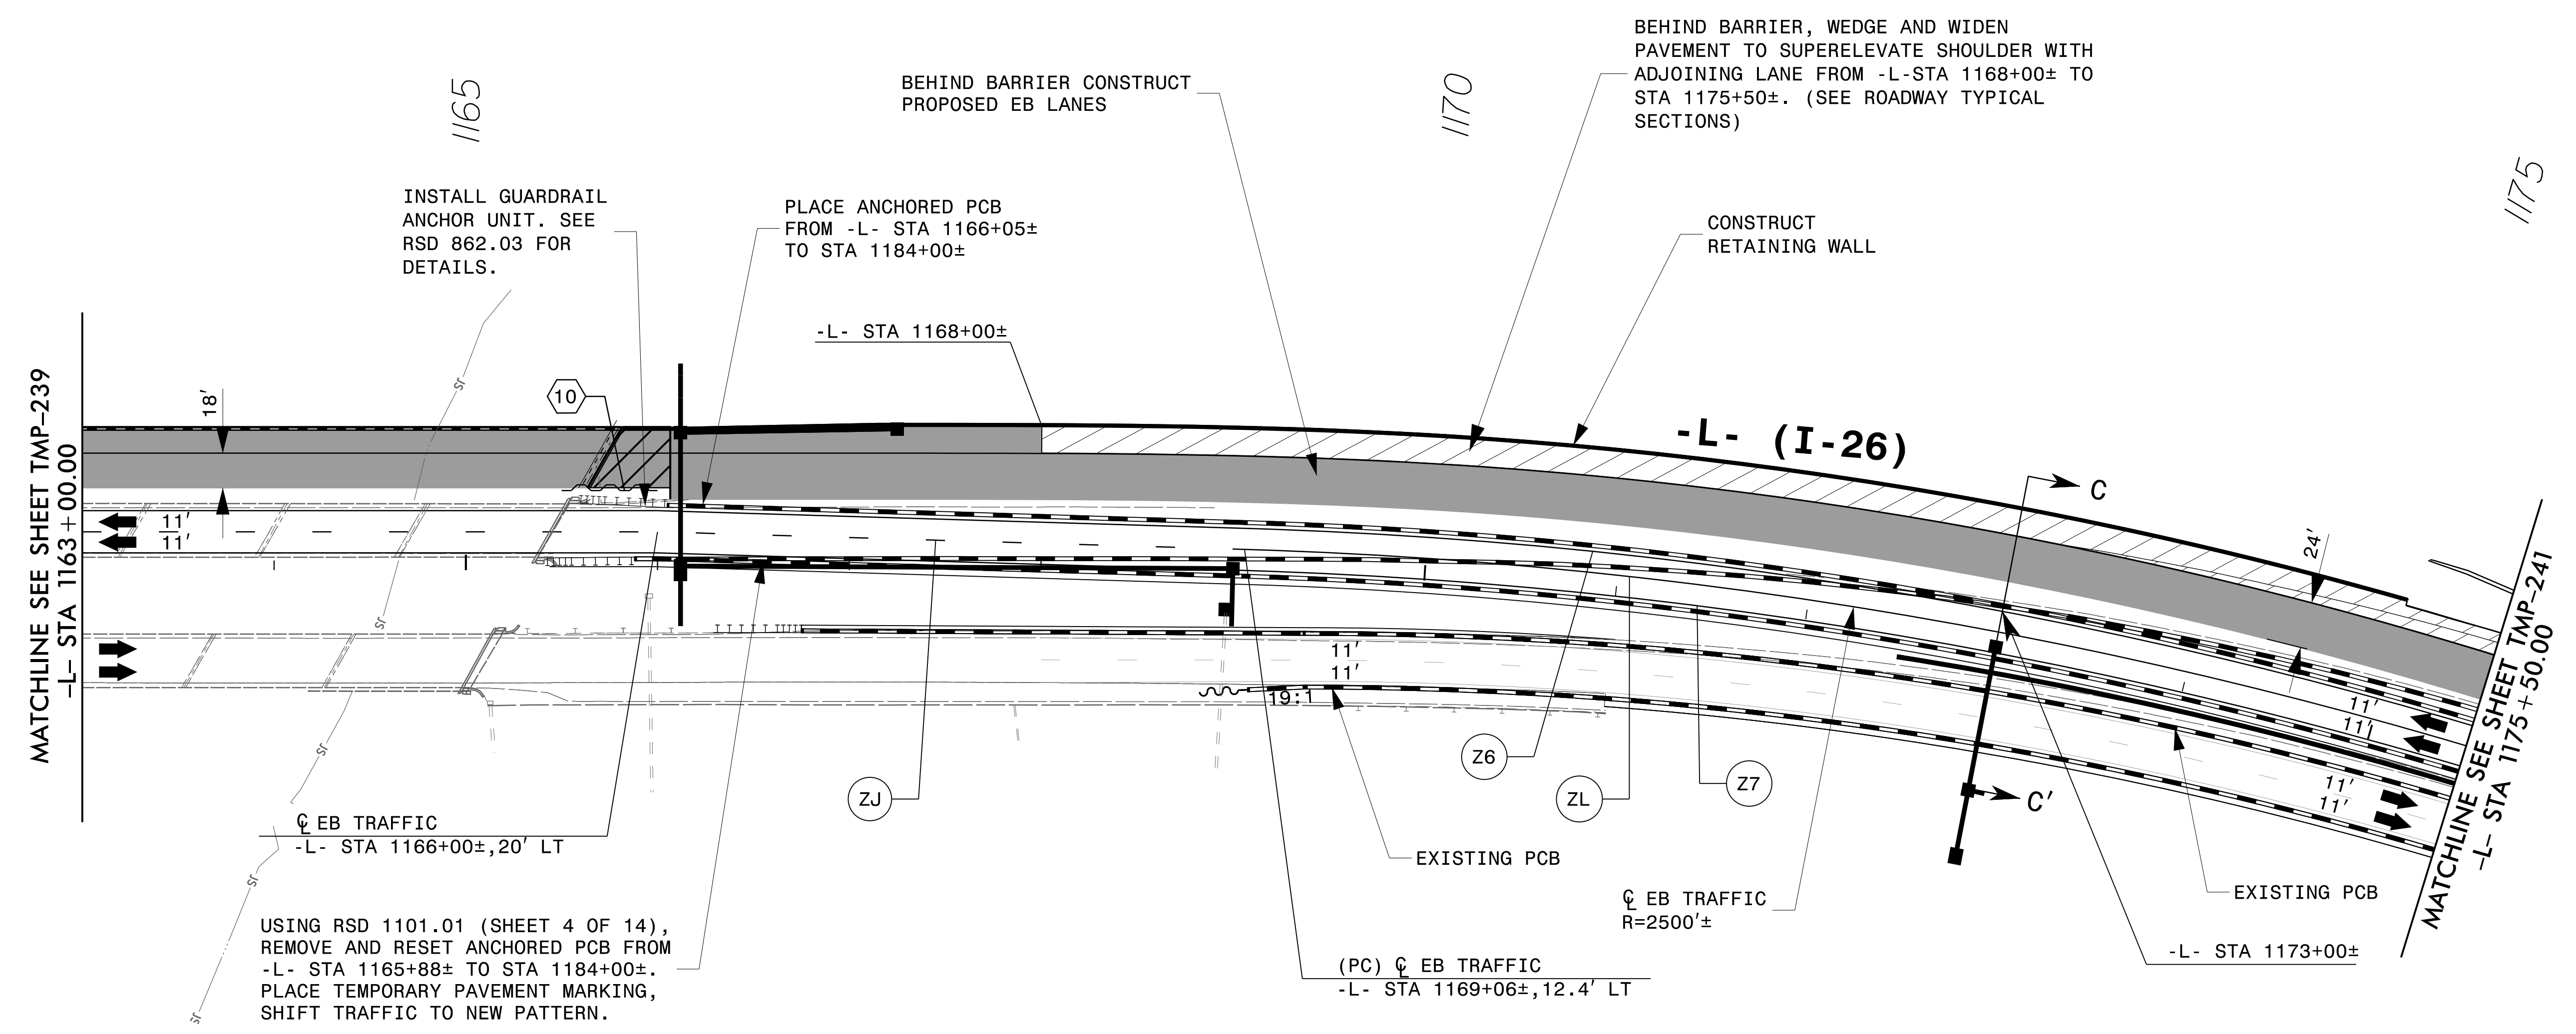 BEHIND BARRIER, WEDGE AND WIDEN
PAVEMENT TO SUPERELEVATE SHOULDER WITH
ADJOINING LANE FROM -L-STA 1168+00± TO
STA 1175+50±. (SEE ROADWAY TYPICAL
SECTIONS)
BEHIND BARRIER CONSTRUCT
PROPOSED EB LANES
1165
1170
1175
INSTALL GUARDRAIL
ANCHOR UNIT. SEE
RSD 862.03 FOR
DETAILS.
PLACE ANCHORED PCB
FROM -L- STA 1166+05±
TO STA 1184+00±
CONSTRUCT
RETAINING WALL
-L- STA 1168+00±
MATCHLINE SEE SHEET TMP-239
-L- STA 1163+00.00
18'
10
-L- (I-26)
C
24'
11'
11'
11'
11'
19:1
11'
11'
11'
11'
MATCHLINE SEE SHEET TMP-241
-L- STA 1175+50.00
Z6
ZJ
ZL
Z7
C'
℄ EB TRAFFIC
-L- STA 1166+00±,20' LT
EXISTING PCB
℄ EB TRAFFIC
R=2500'±
EXISTING PCB
USING RSD 1101.01 (SHEET 4 OF 14),
REMOVE AND RESET ANCHORED PCB FROM
-L- STA 1165+88± TO STA 1184+00±.
PLACE TEMPORARY PAVEMENT MARKING,
SHIFT TRAFFIC TO NEW PATTERN.
(PC) ℄ EB TRAFFIC
-L- STA 1169+06±,12.4' LT
-L- STA 1173+00±